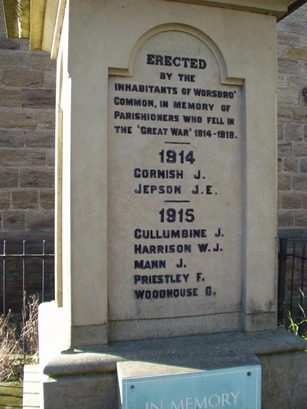 ERECTED
BY THE
INHABITANTS OF WORSBRO'
COMMON, IN MEMORY OF
PARISHIONERS WHO FELL IN
THE 'GREAT WAR' 1914-1918.
1914
CORNISH J.
JEPSON J.E.
1915
CULLUMBINE J.
HARRISON W.J.
MANN J.
PRIESTLEY F.
WOODHOUSE G.
IN MEMORY